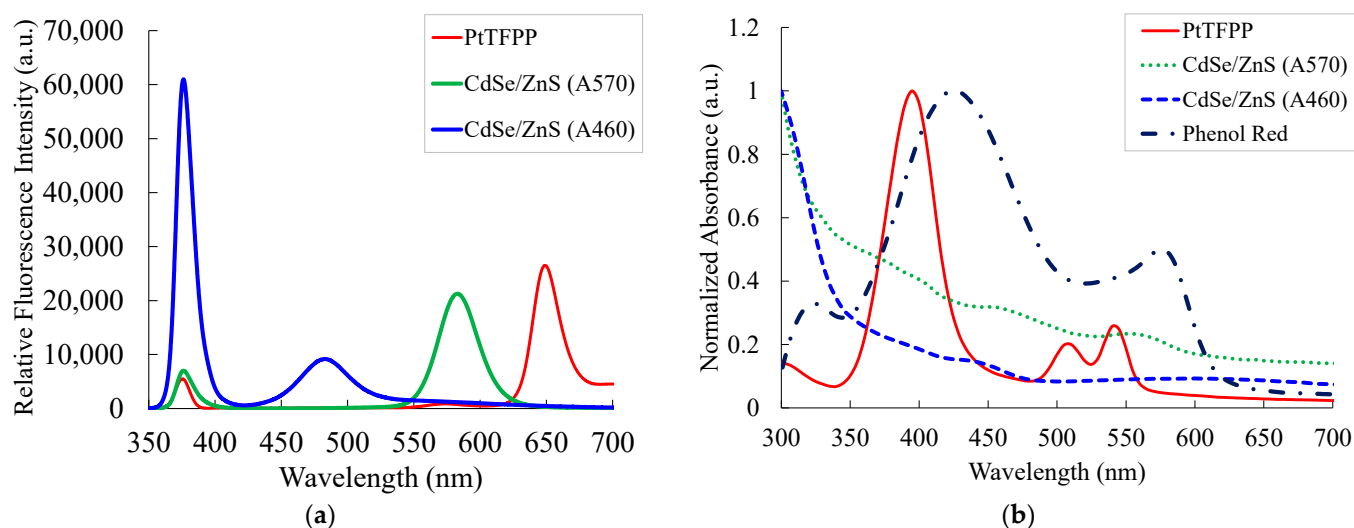 Relative Fluorescence Intensity (a.u.)
70,000
60,000
50,000
40,000
30,000
20,000
10,000
0
350 400 450 500 550 600 650 700
Wavelength (nm)
PtTFPP
CdSe/ZnS (A570)
CdSe/ZnS (A460)
(a)
Normalized Absorbance (a.u.)
1.2
1
0.8
0.6
0.4
0.2
0
300 350 400 450 500 550 600 650 700
Wavelength (nm)
PtTFPP
CdSe/ZnS (A570)
CdSe/ZnS (A460)
Phenol Red
(b)